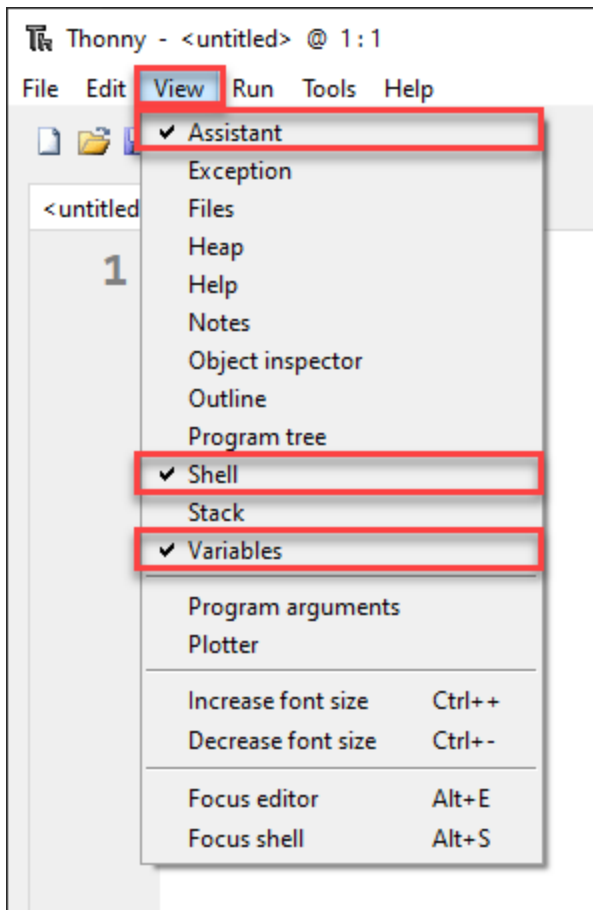 Thonny - <untitled> @ 1:1
File Edit View Run Tools Help
✓ Assistant
Exception
<untitled
Files
1
Heap
Help
Notes
Object inspector
Outline
Program tree
✓ Shell
Stack
✓ Variables
Program arguments
Plotter
Increase font size Ctrl++
Decrease font size Ctrl+-
Focus editor Alt+E
Focus shell Alt+S